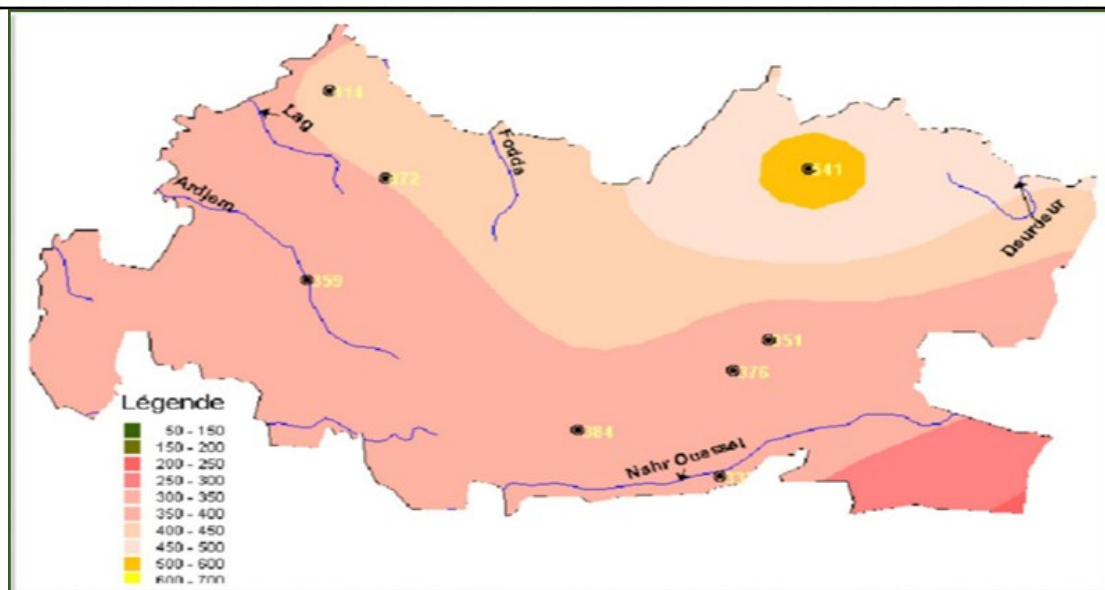 414
Lag
Fodda
372
541
Ardjem
Deurdeur
359
351
376
384
Nahr Ouassel
Légende
50 - 150
150 - 200
200 - 250
250 - 300
300 - 350
350 - 400
400 - 450
450 - 500
500 - 600
600 - 700